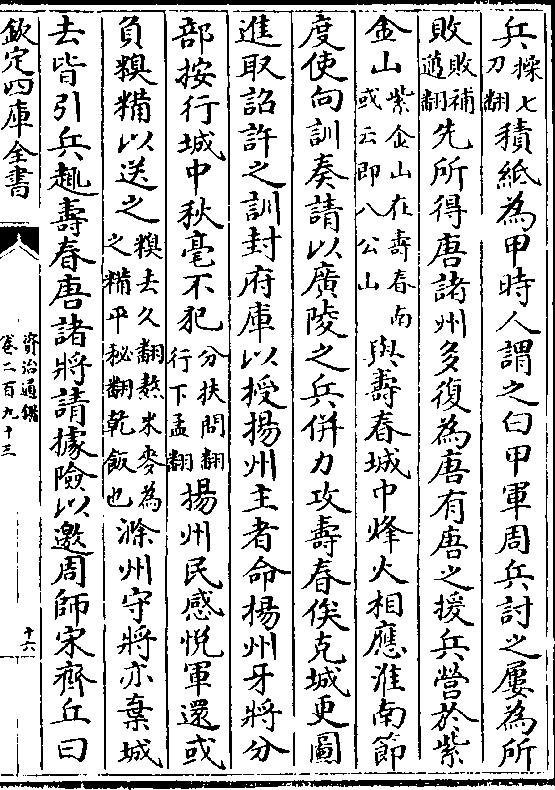 兵操七刀翻積紙為甲時人謂之白甲軍周兵討之屢為所
敗敗補邁翻先所得唐諸州多復為唐有唐之援兵營於紫
金山紫金山在壽春南或云即八公山與壽春城中烽火相應淮南節
度使向訓奏請以廣陵之兵併力攻壽春俟克城更圖
進取詔許之訓封府庫以授揚州主者命揚州牙將分
部按行城中秋毫不犯分扶問翻行下孟翻揚州民感悅軍還或
負糗糒以送之糗去久翻熬米麥為之糒平秘翻乾飯也滁州守將亦棄城
去皆引兵趣壽春唐諸將請據險以邀周師宋齊丘曰
欽定四庫全書
資治通鑑
卷二百九十三
十六